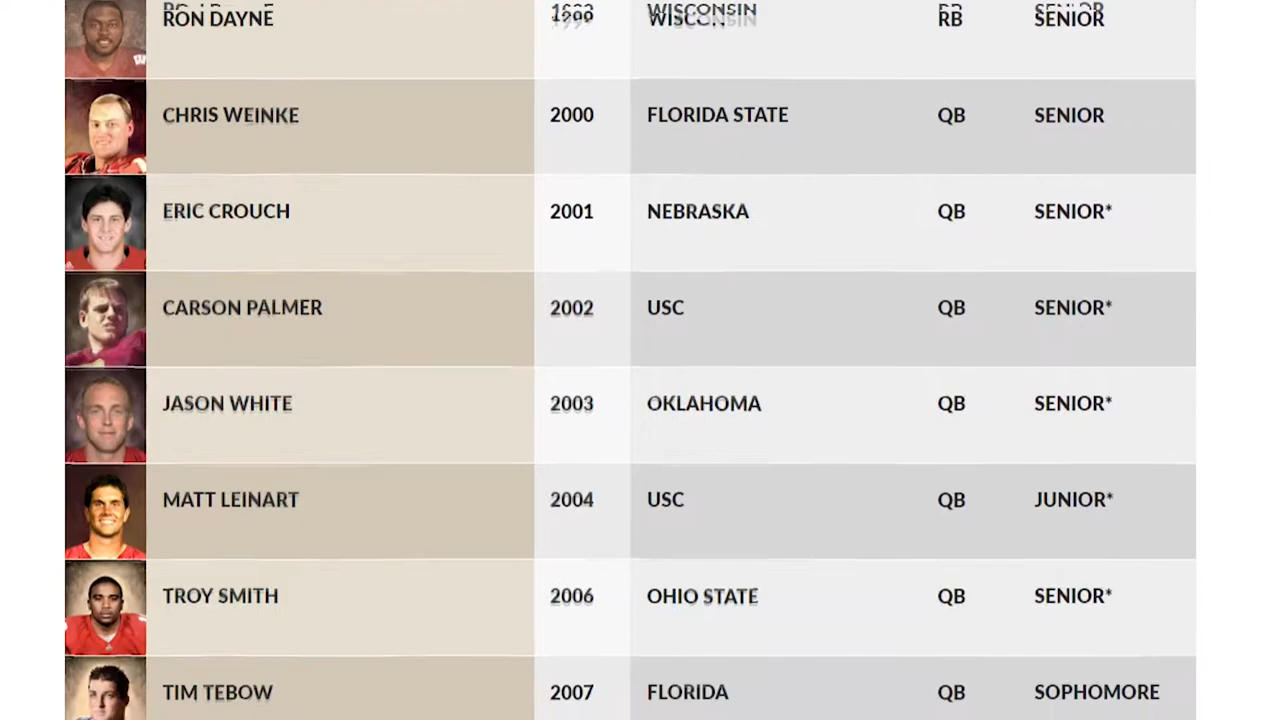 RON DAYNE 1999 WISCONSIN RB SENIOR
CHRIS WEINKE 2000 FLORIDA STATE QB SENIOR
ERIC CROUCH 2001 NEBRASKA QB SENIOR*
CARSON PALMER 2002 USC QB SENIOR*
JASON WHITE 2003 OKLAHOMA QB SENIOR*
MATT LEINART 2004 USC QB JUNIOR*
TROY SMITH 2006 OHIO STATE QB SENIOR*
TIM TEBOW 2007 FLORIDA QB SOPHOMORE